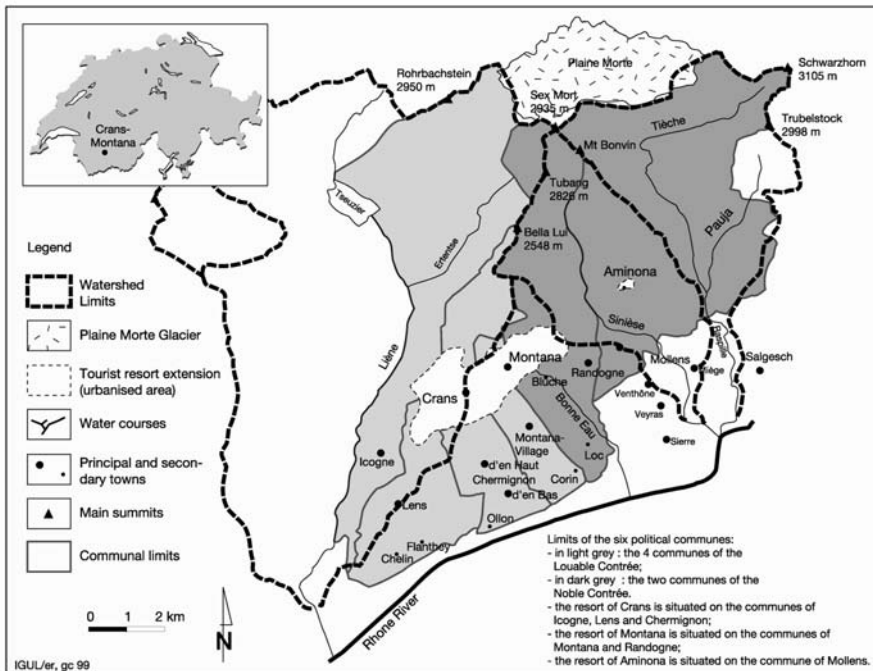 Crans-
Montana
Rohrbachstein
2950 m
Plaine Morte
Sex Mort
2935 m
Schwarzhorn
3105 m
Trubelstock
2998 m
Tièche
Mt Bonvin
Tubang
2826 m
Tseuzier
Bella Lui
2548 m
Ertentse
Pauja
Aminona
Sinièse
Liène
Raspille
Montana
Mollens
Salgesch
Randogne
Miège
Bluche
Crans
Venthône
Bonne Eau
Veyras
Montana-
Village
Sierre
Icogne
d'en Haut
Loc
Chermignon
Corin
d'en Bas
Lens
Ollon
Flanthey
Chelin
Rhone River
Legend
Watershed
Limits
Plaine Morte Glacier
Tourist resort extension
(urbanised area)
Water courses
Principal and secon-
dary towns
Main summits
Communal limits
0 1 2 km
N
IGUL/er, gc 99
Limits of the six political communes:
- in light grey : the 4 communes of the
Louable Contrée;
- in dark grey : the two communes of the
Noble Contrée.
- the resort of Crans is situated on the communes of
Icogne, Lens and Chermignon;
- the resort of Montana is situated on the communes of
Montana and Randogne;
- the resort of Aminona is situated on the commune of Mollens.